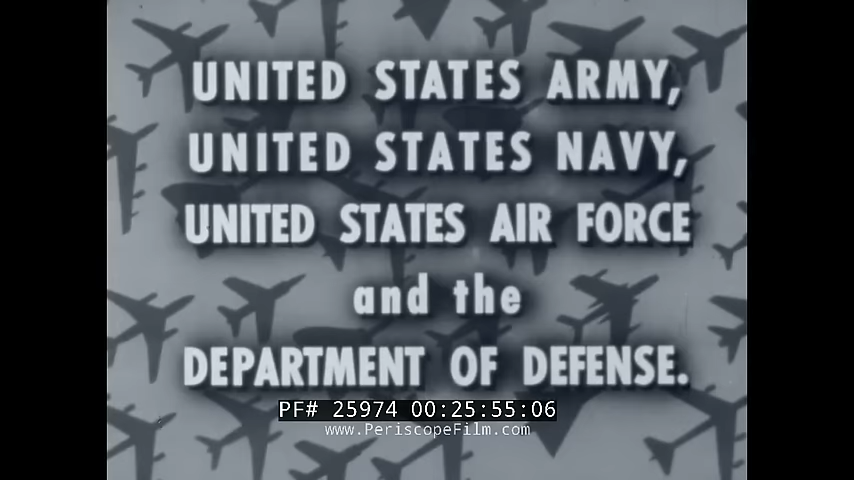 UNITED STATES ARMY,
UNITED STATES NAVY,
UNITED STATES AIR FORCE
and the
DEPARTMENT OF DEFENSE.
PF# 25974 00:25:55:06
www.PeriscopeFilm.com